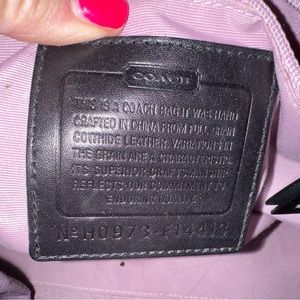 COACH
THIS IS A COACH BAG. IT WAS HAND
CRAFTED IN CHINA FROM FULL GRAIN
COWHIDE LEATHER. VARIATIONS IN
THE GRAIN ARE A CHARACTERISTIC.
ITS SUPERIOR CRAFTSMANSHIP
REFLECTS OUR COMMITMENT TO
ENDURING QUALITY.
Nº H0973-F14413